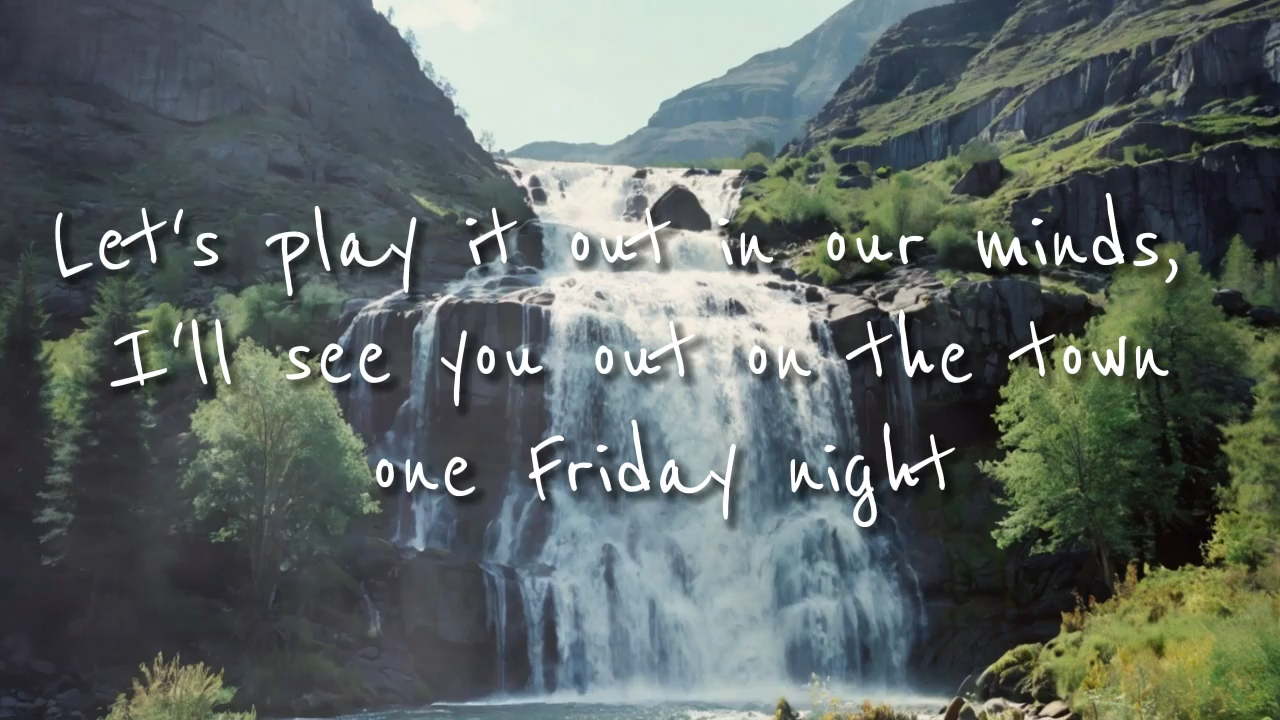 Let's play it out in our minds,
I'll see you out on the town
one Friday night